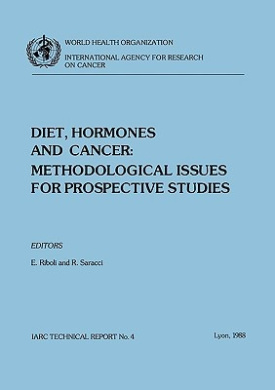 WORLD HEALTH ORGANIZATION
INTERNATIONAL AGENCY FOR RESEARCH
ON CANCER
DIET, HORMONES
AND CANCER:
METHODOLOGICAL ISSUES
FOR PROSPECTIVE STUDIES
EDITORS
E. Riboli and R. Saracci
IARC TECHNICAL REPORT No. 4
Lyon, 1988